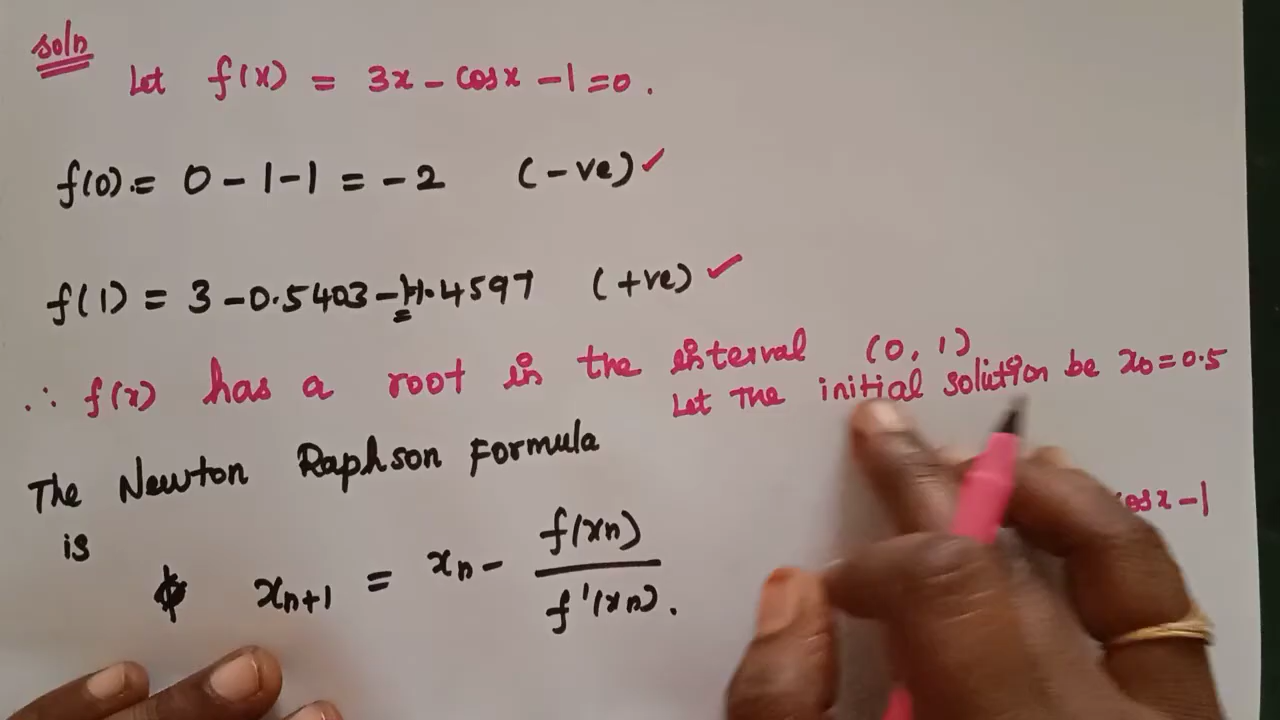 Soln
Let f(x) = 3x - cosx - 1 = 0.
f(0) = 0 - 1 - 1 = -2 (-ve) ✓
f(1) = 3 - 0.5403 - 1.4597 (+ve) ✓
∴ f(x) has a root in the interval (0, 1)
Let The initial solution be x0 = 0.5
The Newton Raphson Formula
is
cosx - 1
xn+1 = xn - f(xn) / f'(xn).